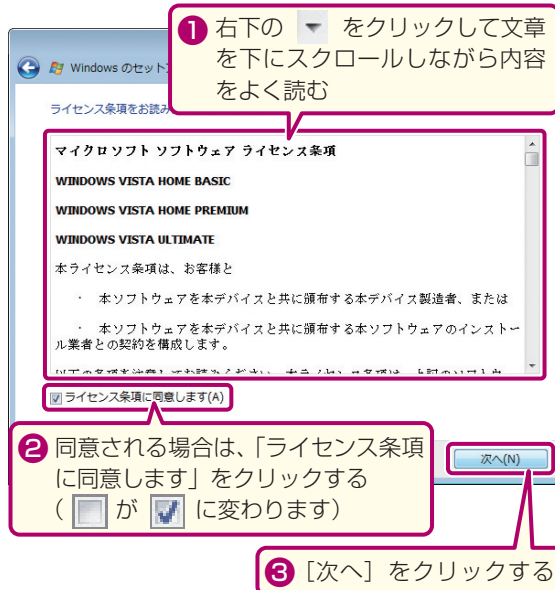 ❶ 右下の ▼ をクリックして文章
を下にスクロールしながら内容
をよく読む
Windows のセット
ライセンス条項をお読み
マイクロソフト ソフトウェア ライセンス条項
WINDOWS VISTA HOME BASIC
WINDOWS VISTA HOME PREMIUM
WINDOWS VISTA ULTIMATE
本ライセンス条項は、お客様と
・ 本ソフトウェアを本デバイスと共に頒布する本デバイス製造者、または
・ 本ソフトウェアを本デバイスと共に頒布する本ソフトウェアのインストー
ル業者との契約を構成します。
ライセンス条項に同意します(A)
❷ 同意される場合は、「ライセンス条項
に同意します」をクリックする
( が に変わります)
次へ(N)
❸ [次へ] をクリックする